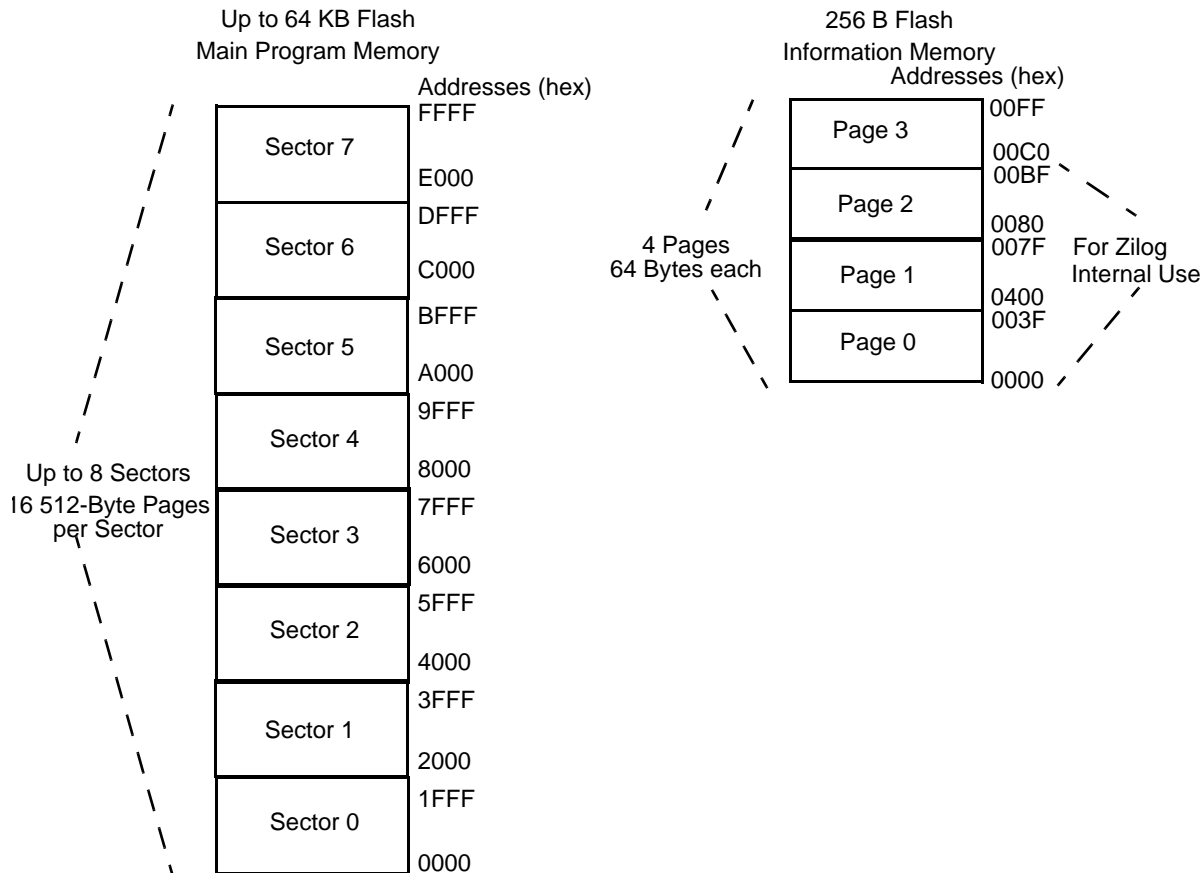 Up to 64 KB Flash
Main Program Memory
Addresses (hex)
FFFF
Sector 7
E000
DFFF
Sector 6
C000
BFFF
Sector 5
A000
9FFF
Sector 4
8000
Up to 8 Sectors
16 512-Byte Pages
per Sector
7FFF
Sector 3
6000
5FFF
Sector 2
4000
3FFF
Sector 1
2000
1FFF
Sector 0
0000
256 B Flash
Information Memory
Addresses (hex)
00FF
Page 3
00C0
00BF
Page 2
0080
4 Pages
64 Bytes each
007F
Page 1
0400
003F
Page 0
0000
For Zilog
Internal Use